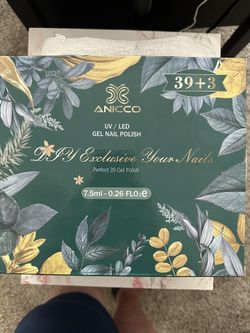 39+3
ANICCO
UV / LED
GEL NAIL POLISH
DIY Exclusive Your Nails
Perfect 39 Gel Polish
7.5ml - 0.26 FL.O.℮